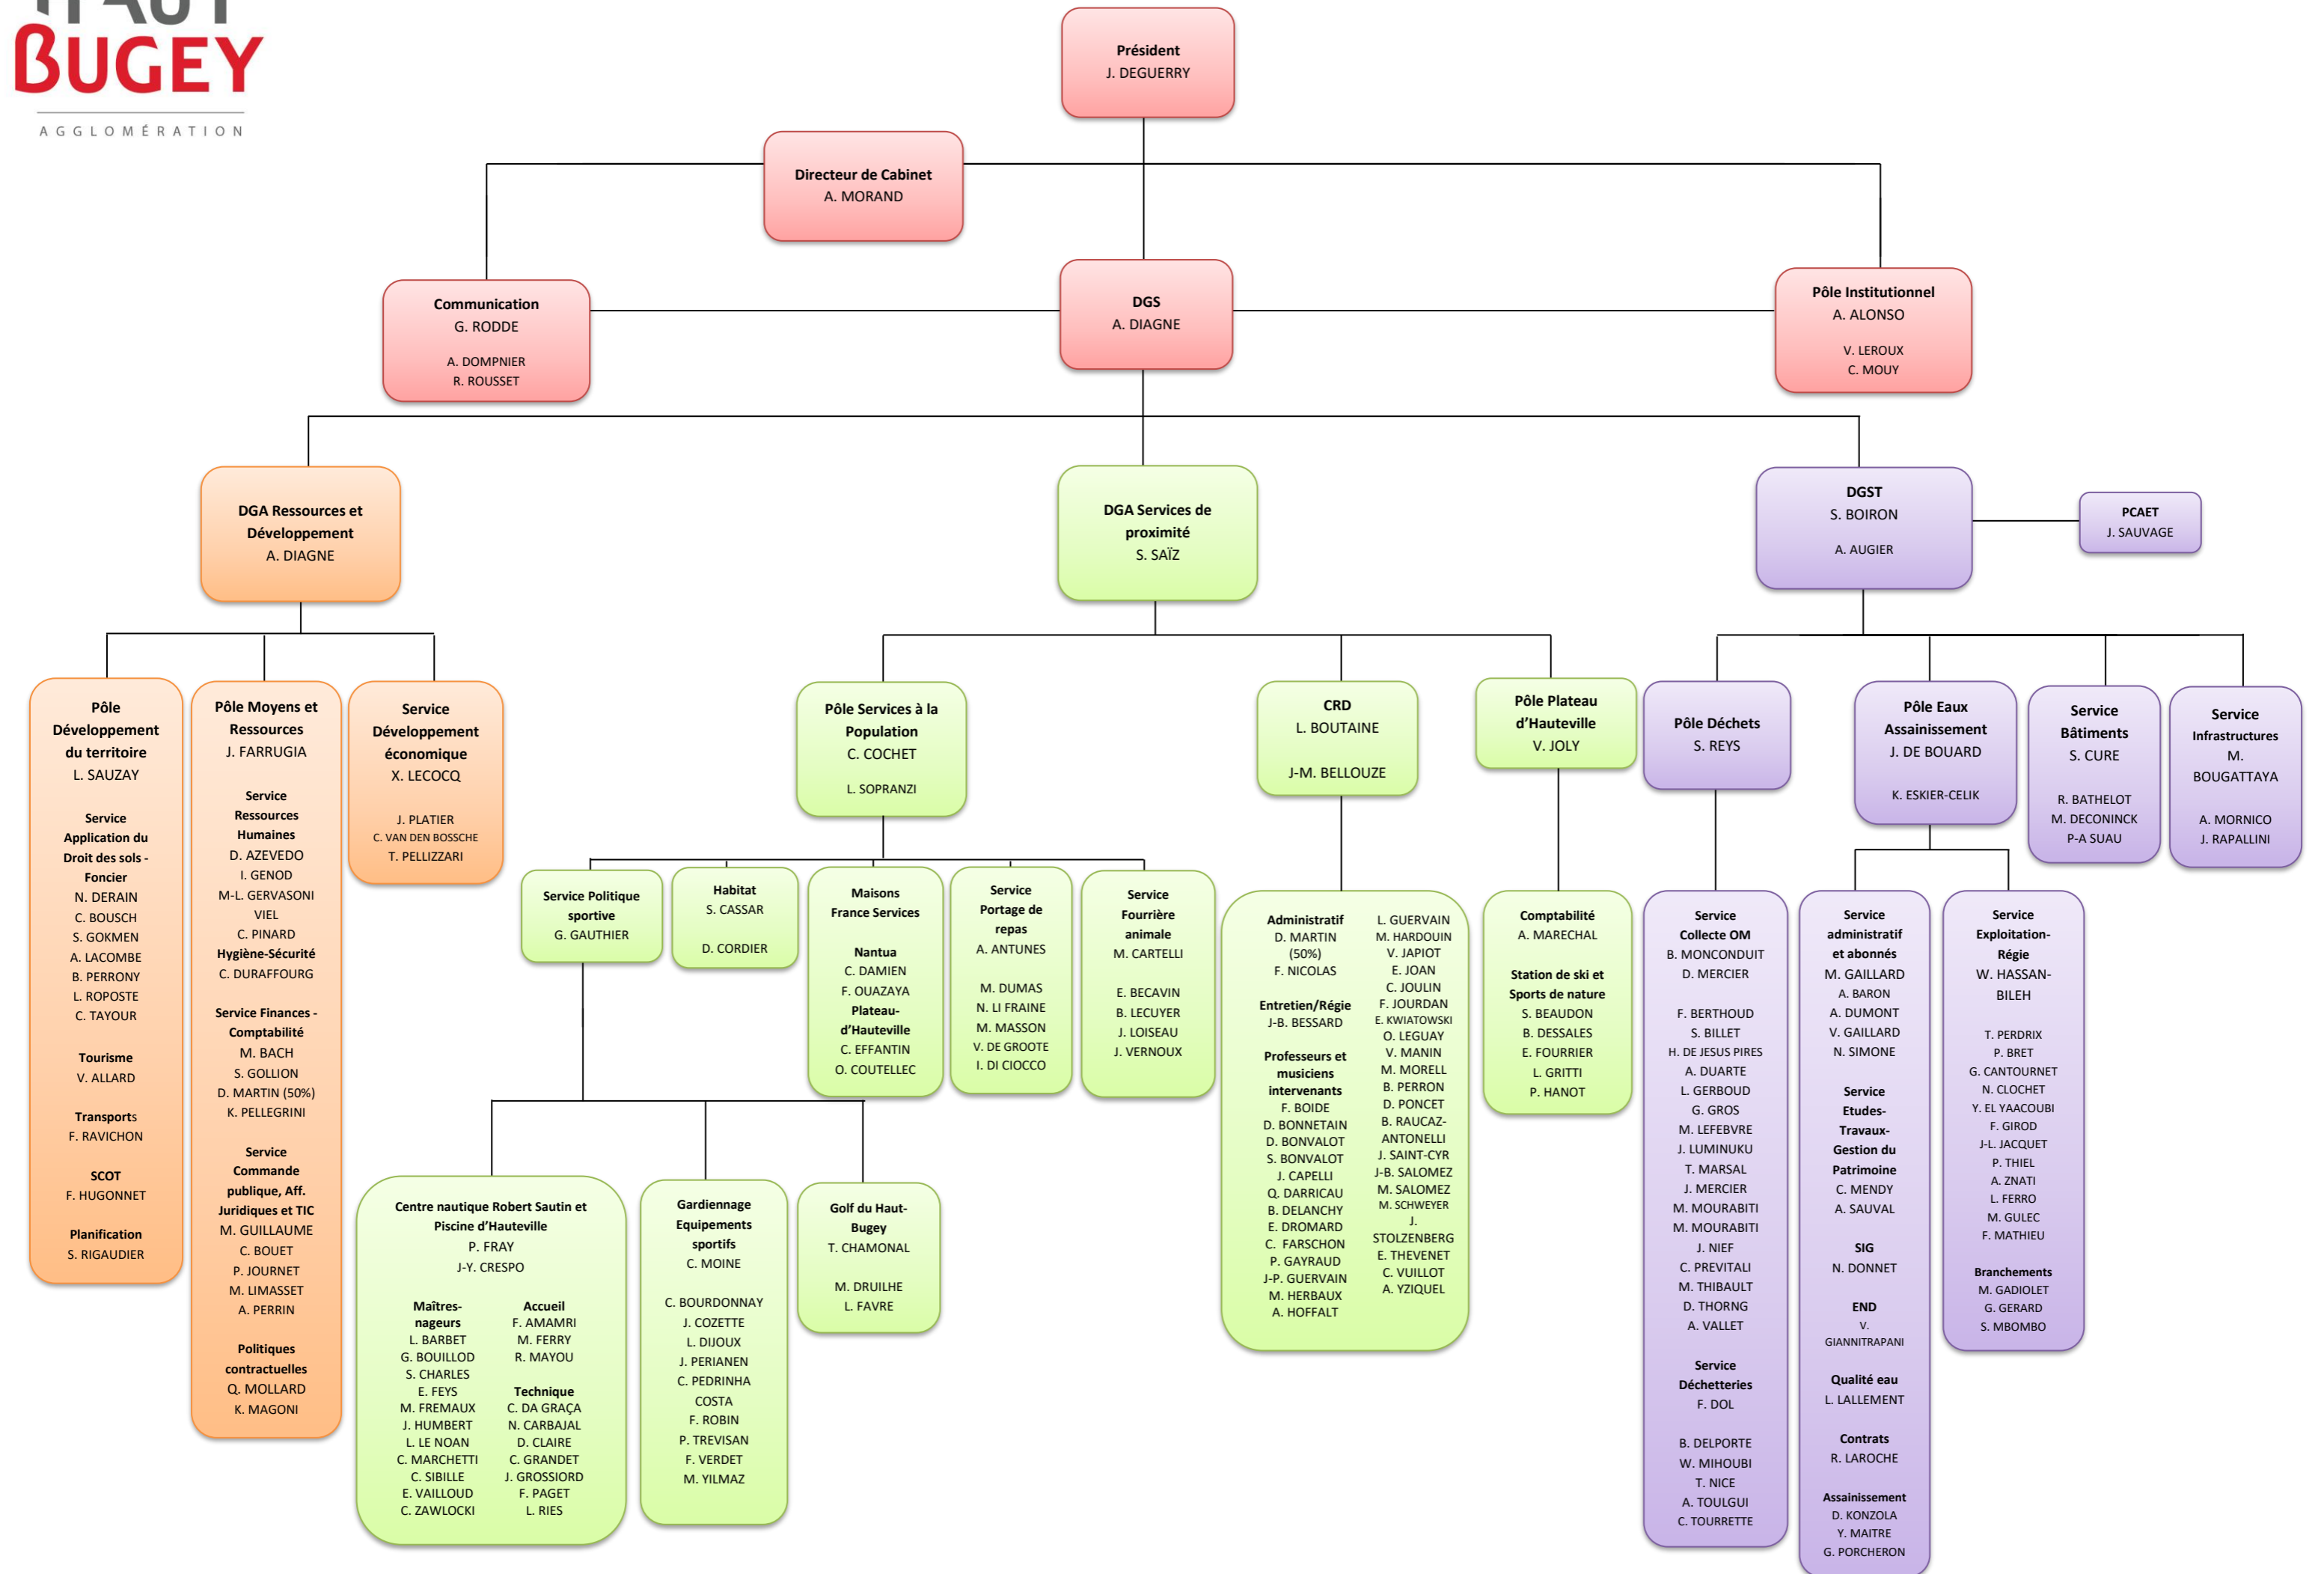 HAUT
BUGEY
AGGLOMÉRATION
Président
J. DEGUERRY
Directeur de Cabinet
A. MORAND
Communication
G. RODDE
A. DOMPNIER
R. ROUSSET
DGS
A. DIAGNE
Pôle Institutionnel
A. ALONSO
V. LEROUX
C. MOUY
DGA Ressources et
Développement
A. DIAGNE
DGA Services de
proximité
S. SAÏZ
DGST
S. BOIRON
A. AUGIER
PCAET
J. SAUVAGE
Pôle
Développement
du territoire
L. SAUZAY
Service
Application du
Droit des sols -
Foncier
N. DERAIN
C. BOUSCH
S. GOKMEN
A. LACOMBE
B. PERRONY
L. ROPOSTE
C. TAYOUR
Tourisme
V. ALLARD
Transports
F. RAVICHON
SCOT
F. HUGONNET
Planification
S. RIGAUDIER
Pôle Moyens et
Ressources
J. FARRUGIA
Service
Ressources
Humaines
D. AZEVEDO
I. GENOD
M-L. GERVASONI
VIEL
C. PINARD
Hygiène-Sécurité
C. DURAFFOURG
Service Finances -
Comptabilité
M. BACH
S. GOLLION
D. MARTIN (50%)
K. PELLEGRINI
Service
Commande
publique, Aff.
Juridiques et TIC
M. GUILLAUME
C. BOUET
P. JOURNET
M. LIMASSET
A. PERRIN
Politiques
contractuelles
Q. MOLLARD
K. MAGONI
Service
Développement
économique
X. LECOCQ
J. PLATIER
C. VAN DEN BOSSCHE
T. PELLIZZARI
Pôle Services à la
Population
C. COCHET
L. SOPRANZI
Service Politique
sportive
G. GAUTHIER
Habitat
S. CASSAR
D. CORDIER
Maisons
France Services
Nantua
C. DAMIEN
F. OUAZAYA
Plateau-
d'Hauteville
C. EFFANTIN
O. COUTELLEC
Service
Portage de
repas
A. ANTUNES
M. DUMAS
N. LI FRAINE
M. MASSON
V. DE GROOTE
I. DI CIOCCO
Service
Fourrière
animale
M. CARTELLI
E. BECAVIN
B. LECUYER
J. LOISEAU
J. VERNOUX
Centre nautique Robert Sautin et
Piscine d'Hauteville
P. FRAY
J-Y. CRESPO
Maîtres-
nageurs
L. BARBET
G. BOUILLOD
S. CHARLES
E. FEYS
M. FREMAUX
J. HUMBERT
L. LE NOAN
C. MARCHETTI
C. SIBILLE
E. VAILLOUD
C. ZAWLOCKI
Accueil
F. AMAMRI
M. FERRY
R. MAYOU
Technique
C. DA GRAÇA
N. CARBAJAL
D. CLAIRE
C. GRANDET
J. GROSSIORD
F. PAGET
L. RIES
Gardiennage
Equipements
sportifs
C. MOINE
C. BOURDONNAY
J. COZETTE
L. DIJOUX
J. PERIANEN
C. PEDRINHA
COSTA
F. ROBIN
P. TREVISAN
F. VERDET
M. YILMAZ
Golf du Haut-
Bugey
T. CHAMONAL
M. DRUILHE
L. FAVRE
CRD
L. BOUTAINE
J-M. BELLOUZE
Administratif
D. MARTIN
(50%)
F. NICOLAS
Entretien/Régie
J-B. BESSARD
Professeurs et
musiciens
intervenants
F. BOIDE
D. BONNETAIN
D. BONVALOT
S. BONVALOT
J. CAPELLI
Q. DARRICAU
B. DELANCHY
E. DROMARD
C. FARSCHON
P. GAYRAUD
J-P. GUERVAIN
M. HERBAUX
A. HOFFALT
L. GUERVAIN
M. HARDOUIN
V. JAPIOT
E. JOAN
C. JOULIN
F. JOURDAN
E. KWIATOWSKI
O. LEGUAY
V. MANIN
M. MORELL
B. PERRON
D. PONCET
B. RAUCAZ-
ANTONELLI
J. SAINT-CYR
J-B. SALOMEZ
M. SALOMEZ
M. SCHWEYER
J.
STOLZENBERG
E. THEVENET
C. VUILLOT
A. YZIQUEL
Pôle Plateau
d'Hauteville
V. JOLY
Comptabilité
A. MARECHAL
Station de ski et
Sports de nature
S. BEAUDON
B. DESSALES
E. FOURRIER
L. GRITTI
P. HANOT
Pôle Déchets
S. REYS
Service
Collecte OM
B. MONCONDUIT
D. MERCIER
F. BERTHOUD
S. BILLET
H. DE JESUS PIRES
A. DUARTE
L. GERBOUD
G. GROS
M. LEFEBVRE
J. LUMINUKU
T. MARSAL
J. MERCIER
M. MOURABITI
M. MOURABITI
J. NIEF
C. PREVITALI
M. THIBAULT
D. THORNG
A. VALLET
Service
Déchetteries
F. DOL
B. DELPORTE
W. MIHOUBI
T. NICE
A. TOULGUI
C. TOURRETTE
Pôle Eaux
Assainissement
J. DE BOUARD
K. ESKIER-CELIK
Service
administratif
et abonnés
M. GAILLARD
A. BARON
A. DUMONT
V. GAILLARD
N. SIMONE
Service
Etudes-
Travaux-
Gestion du
Patrimoine
C. MENDY
A. SAUVAL
SIG
N. DONNET
END
V.
GIANNITRAPANI
Qualité eau
L. LALLEMENT
Contrats
R. LAROCHE
Assainissement
D. KONZOLA
Y. MAITRE
G. PORCHERON
Service
Exploitation-
Régie
W. HASSAN-
BILEH
T. PERDRIX
P. BRET
G. CANTOURNET
N. CLOCHET
Y. EL YAACOUBI
F. GIROD
J-L. JACQUET
P. THIEL
A. ZNATI
L. FERRO
M. GULEC
F. MATHIEU
Branchements
M. GADIOLET
G. GERARD
S. MBOMBO
Service
Bâtiments
S. CURE
R. BATHELOT
M. DECONINCK
P-A SUAU
Service
Infrastructures
M.
BOUGATTAYA
A. MORNICO
J. RAPALLINI